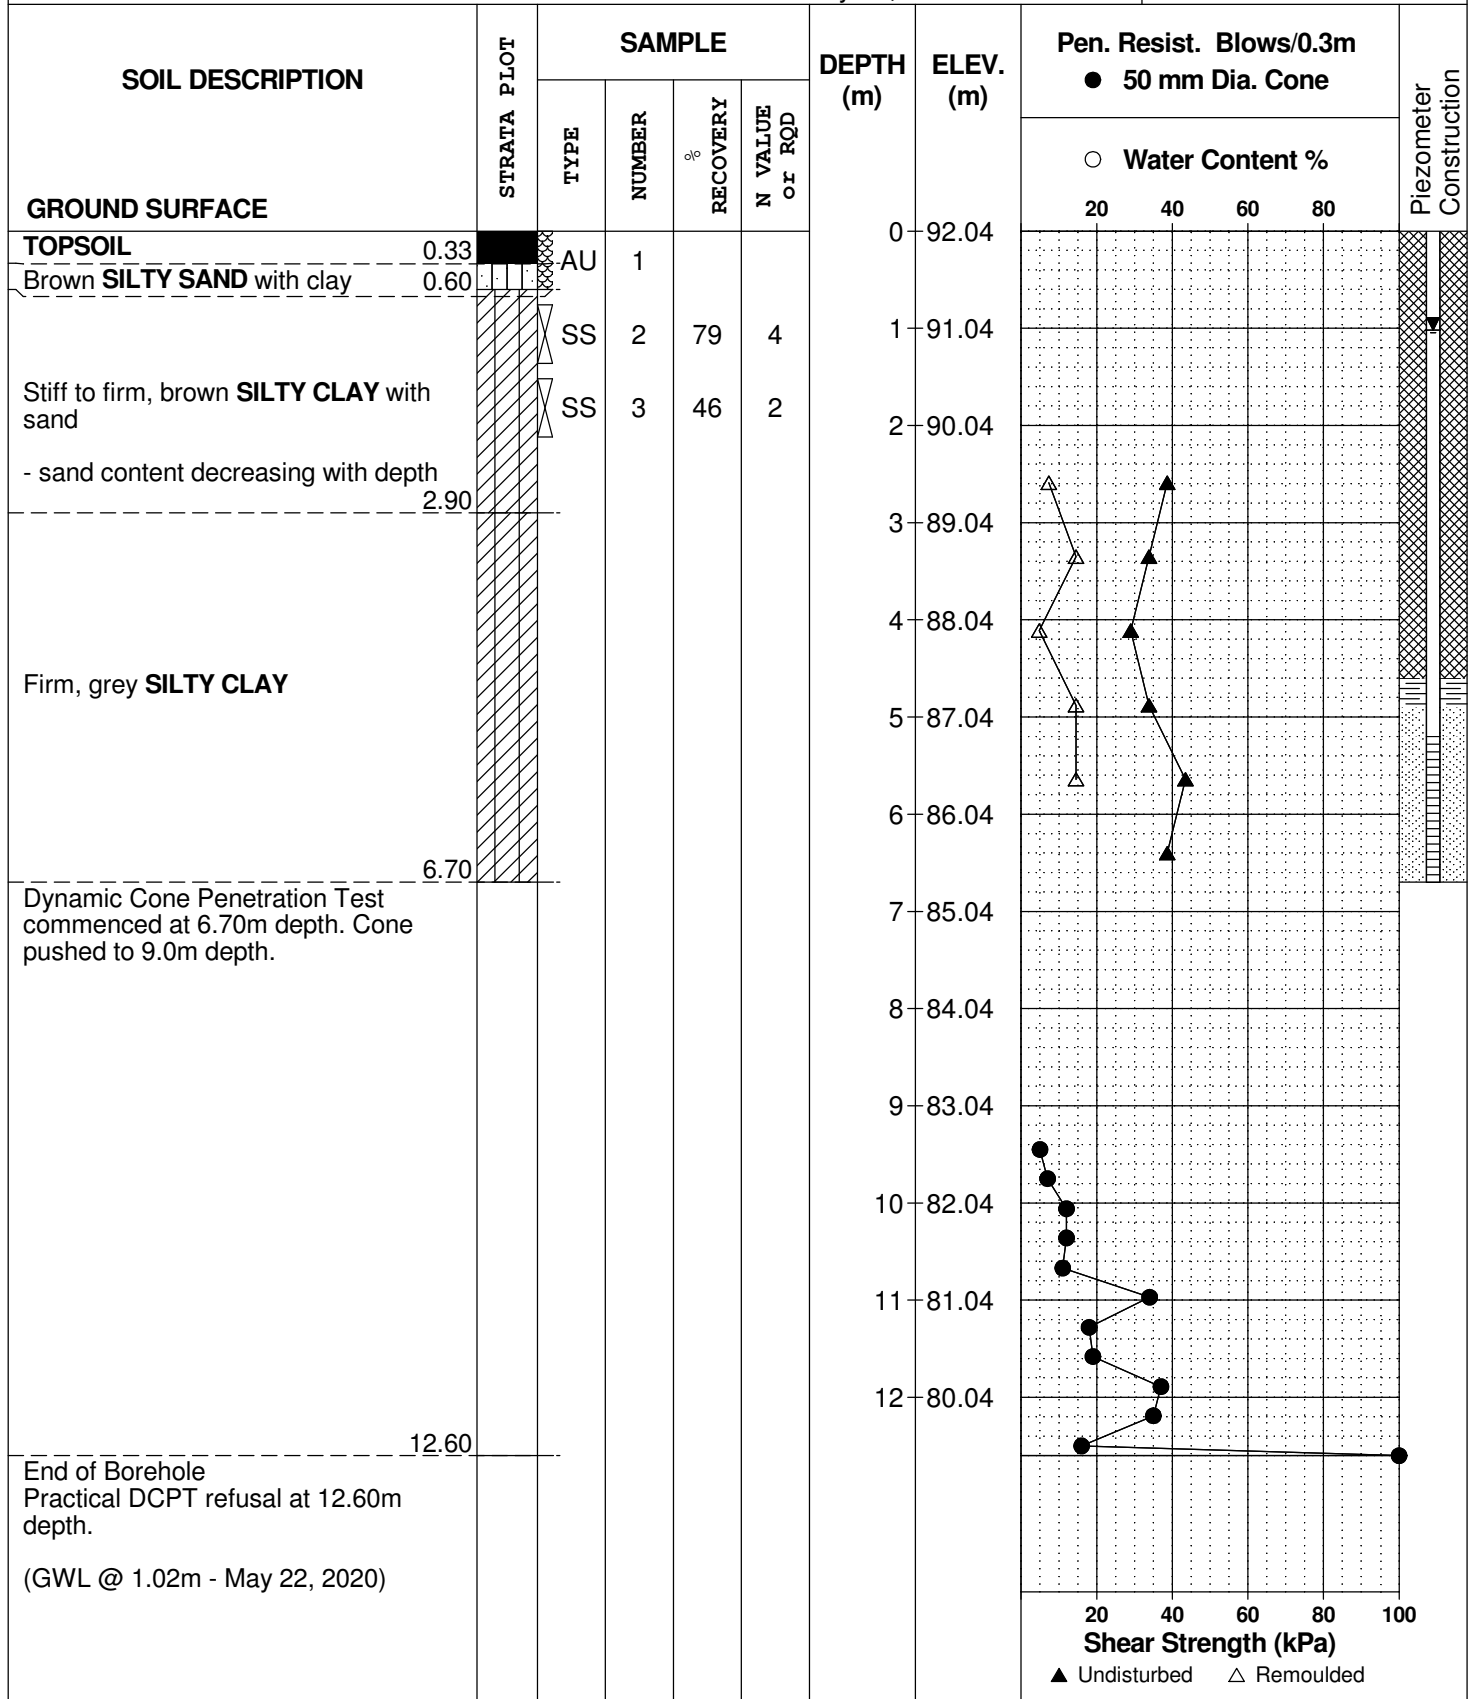 SOIL DESCRIPTION
GROUND SURFACE
STRATA PLOT
SAMPLE
TYPE
NUMBER
%
RECOVERY
N VALUE
or RQD
DEPTH
(m)
ELEV.
(m)
Pen. Resist. Blows/0.3m
● 50 mm Dia. Cone
○ Water Content %
20 40 60 80
Piezometer
Construction
0 92.04
TOPSOIL 0.33
AU 1
Brown SILTY SAND with clay 0.60
SS 2 79 4
1 91.04
Stiff to firm, brown SILTY CLAY with
sand
SS 3 46 2
2 90.04
- sand content decreasing with depth
2.90
3 89.04
4 88.04
Firm, grey SILTY CLAY
5 87.04
6 86.04
6.70
Dynamic Cone Penetration Test
commenced at 6.70m depth. Cone
pushed to 9.0m depth.
7 85.04
8 84.04
9 83.04
10 82.04
11 81.04
12 80.04
12.60
End of Borehole
Practical DCPT refusal at 12.60m
depth.
(GWL @ 1.02m - May 22, 2020)
20 40 60 80 100
Shear Strength (kPa)
▲ Undisturbed △ Remoulded